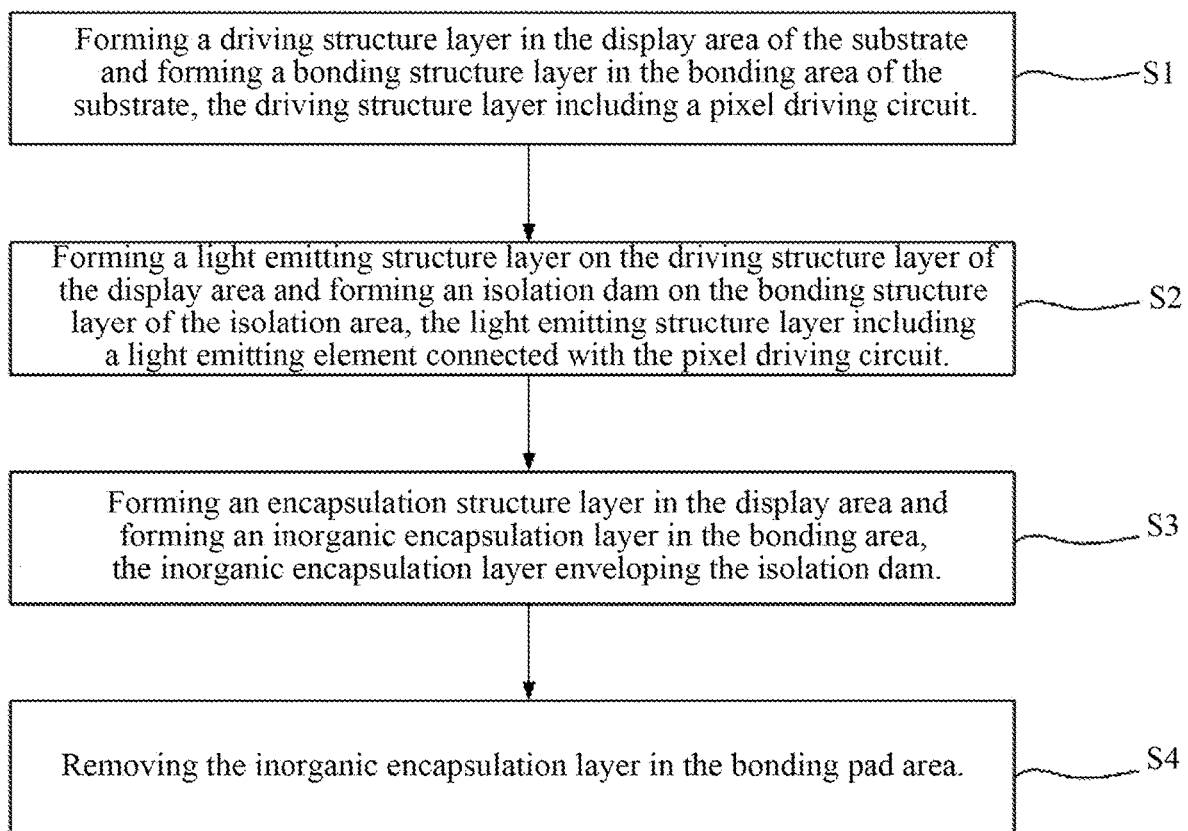 Forming a driving structure layer in the display area of the substrate
and forming a bonding structure layer in the bonding area of the
substrate, the driving structure layer including a pixel driving circuit.
S1
Forming a light emitting structure layer on the driving structure layer of
the display area and forming an isolation dam on the bonding structure
layer of the isolation area, the light emitting structure layer including
a light emitting element connected with the pixel driving circuit.
S2
Forming an encapsulation structure layer in the display area and
forming an inorganic encapsulation layer in the bonding area,
the inorganic encapsulation layer enveloping the isolation dam.
S3
Removing the inorganic encapsulation layer in the bonding pad area.
S4